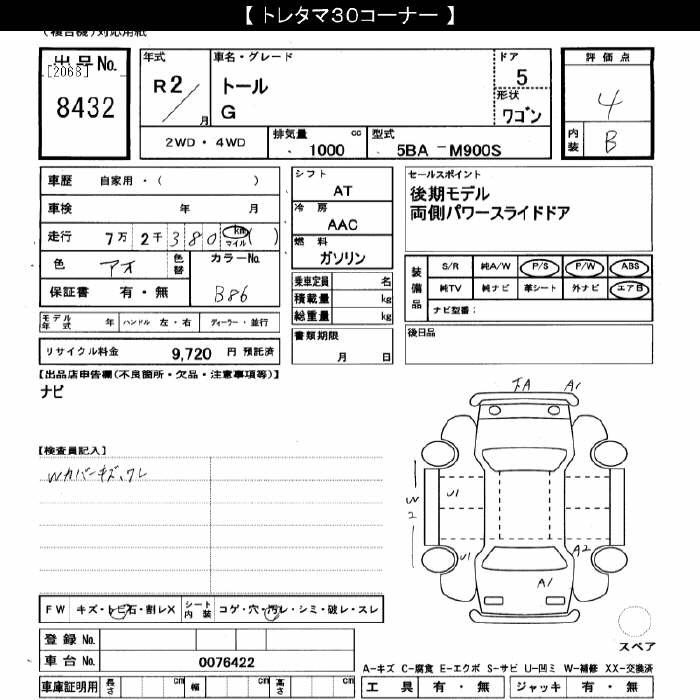 【 トレタマ30コーナー 】
(複合機)対応用紙
出品No.
[2068]
8432
年式
R2/
月
車名・グレード
トール
G
ドア
5
形状
ワゴン
2WD ・ 4WD
排気量 cc
1000
型式
5BA −M900S
評価点
4
内装
B
車歴 自家用・( )
車検 年 月
走行 7万 2千 3 8 0 km マイル ( )
色 アオ 色替 カラーNo.
保証書 有・無 B86
モデル年式 年 ハンドル 左・右 ディーラー・並行
リサイクル料金 9,720 円 預託済
シフト
AT
冷房
AAC
燃料
ガソリン
乗車定員 名
積載量 kg
総重量 kg
書類期限
月 日
セールスポイント
後期モデル
両側パワースライドドア
装備品
S/R 純A/W P/S P/W ABS
純TV 純ナビ 革シート 外ナビ エアB
ナビ型番:
後日品
【出品店申告欄(不良箇所・欠品・注意事項等)】
ナビ
【検査員記入】
Wカバーキズ、ワレ
A1
W2
U1
U1
A2
A1
FW キズ・トビ石・割レX シート内装 コゲ・穴・汚レ・シミ・破レ・スレ
登録 No.
車台 No. 0076422
車庫証明用 長さ cm 幅 cm 高さ cm
スペア
A-キズ C-腐食 E-エクボ S-サビ U-凹ミ W-補修 XX-交換済
工具 有・無 ジャッキ 有・無